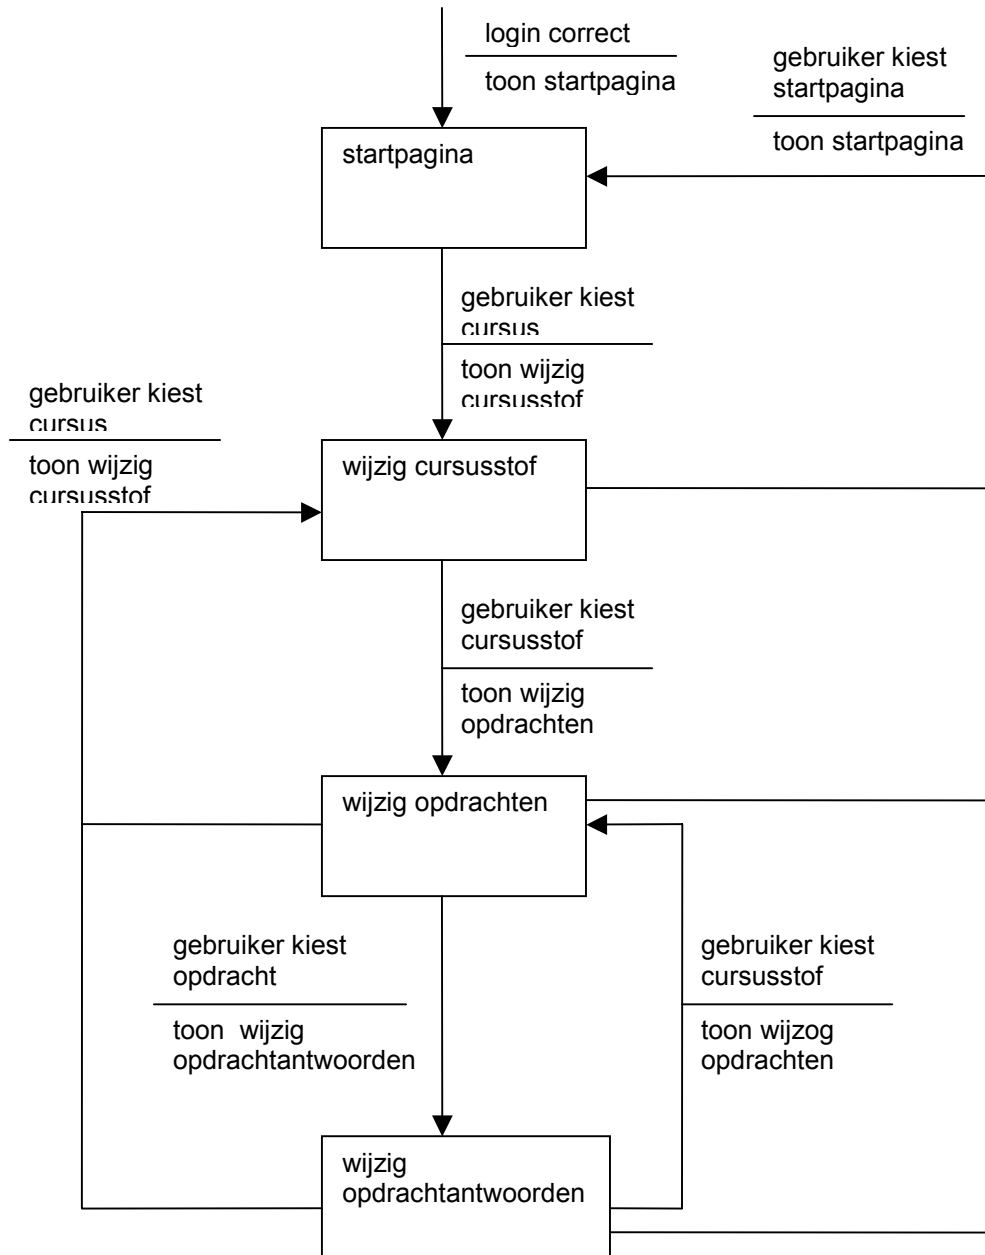 login correct
toon startpagina
gebruiker kiest
startpagina
toon startpagina
startpagina
gebruiker kiest
cursus
toon wijzig
cursusstof
gebruiker kiest
cursus
toon wijzig
cursusstof
wijzig cursusstof
gebruiker kiest
cursusstof
toon wijzig
opdrachten
wijzig opdrachten
gebruiker kiest
opdracht
toon  wijzig
opdrachtantwoorden
gebruiker kiest
cursusstof
toon wijzog
opdrachten
wijzig
opdrachtantwoorden